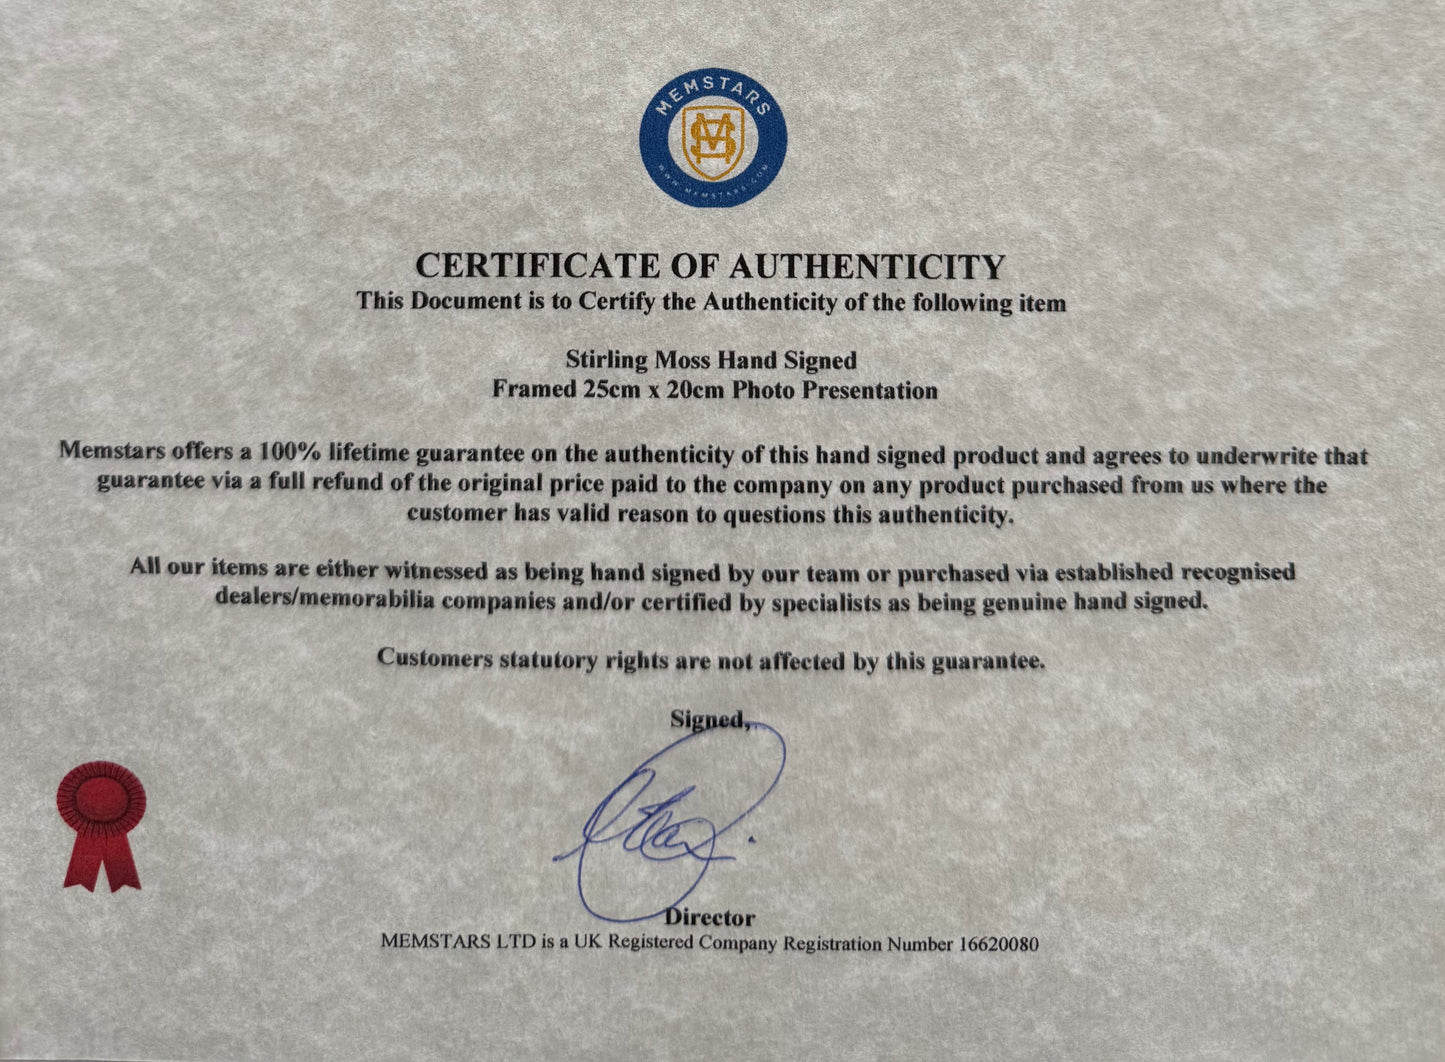 MEMSTARS
WWW.MEMSTARS.COM
CERTIFICATE OF AUTHENTICITY
This Document is to Certify the Authenticity of the following item
Stirling Moss Hand Signed
Framed 25cm x 20cm Photo Presentation
Memstars offers a 100% lifetime guarantee on the authenticity of this hand signed product and agrees to underwrite that
guarantee via a full refund of the original price paid to the company on any product purchased from us where the
customer has valid reason to questions this authenticity.
All our items are either witnessed as being hand signed by our team or purchased via established recognised
dealers/memorabilia companies and/or certified by specialists as being genuine hand signed.
Customers statutory rights are not affected by this guarantee.
Signed,
Director
MEMSTARS LTD is a UK Registered Company Registration Number 16620080